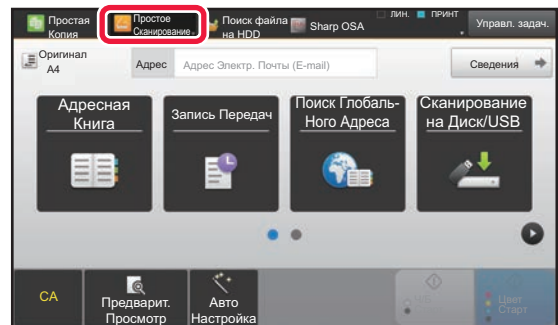 Простая
Копия
Простое
Сканирование
Поиск файла
на HDD
Sharp OSA
ЛИН.
ПРИНТ
Управл. задач.
Оригинал
A4
Адрес
Адрес Электр. Почты (E-mail)
Сведения
Адресная
Книга
Запись Передач
Поиск Глобаль-
Ного Адреса
Сканирование
на Диск/USB
CA
Предварит.
Просмотр
Авто
Настройка
Цвет
Старт